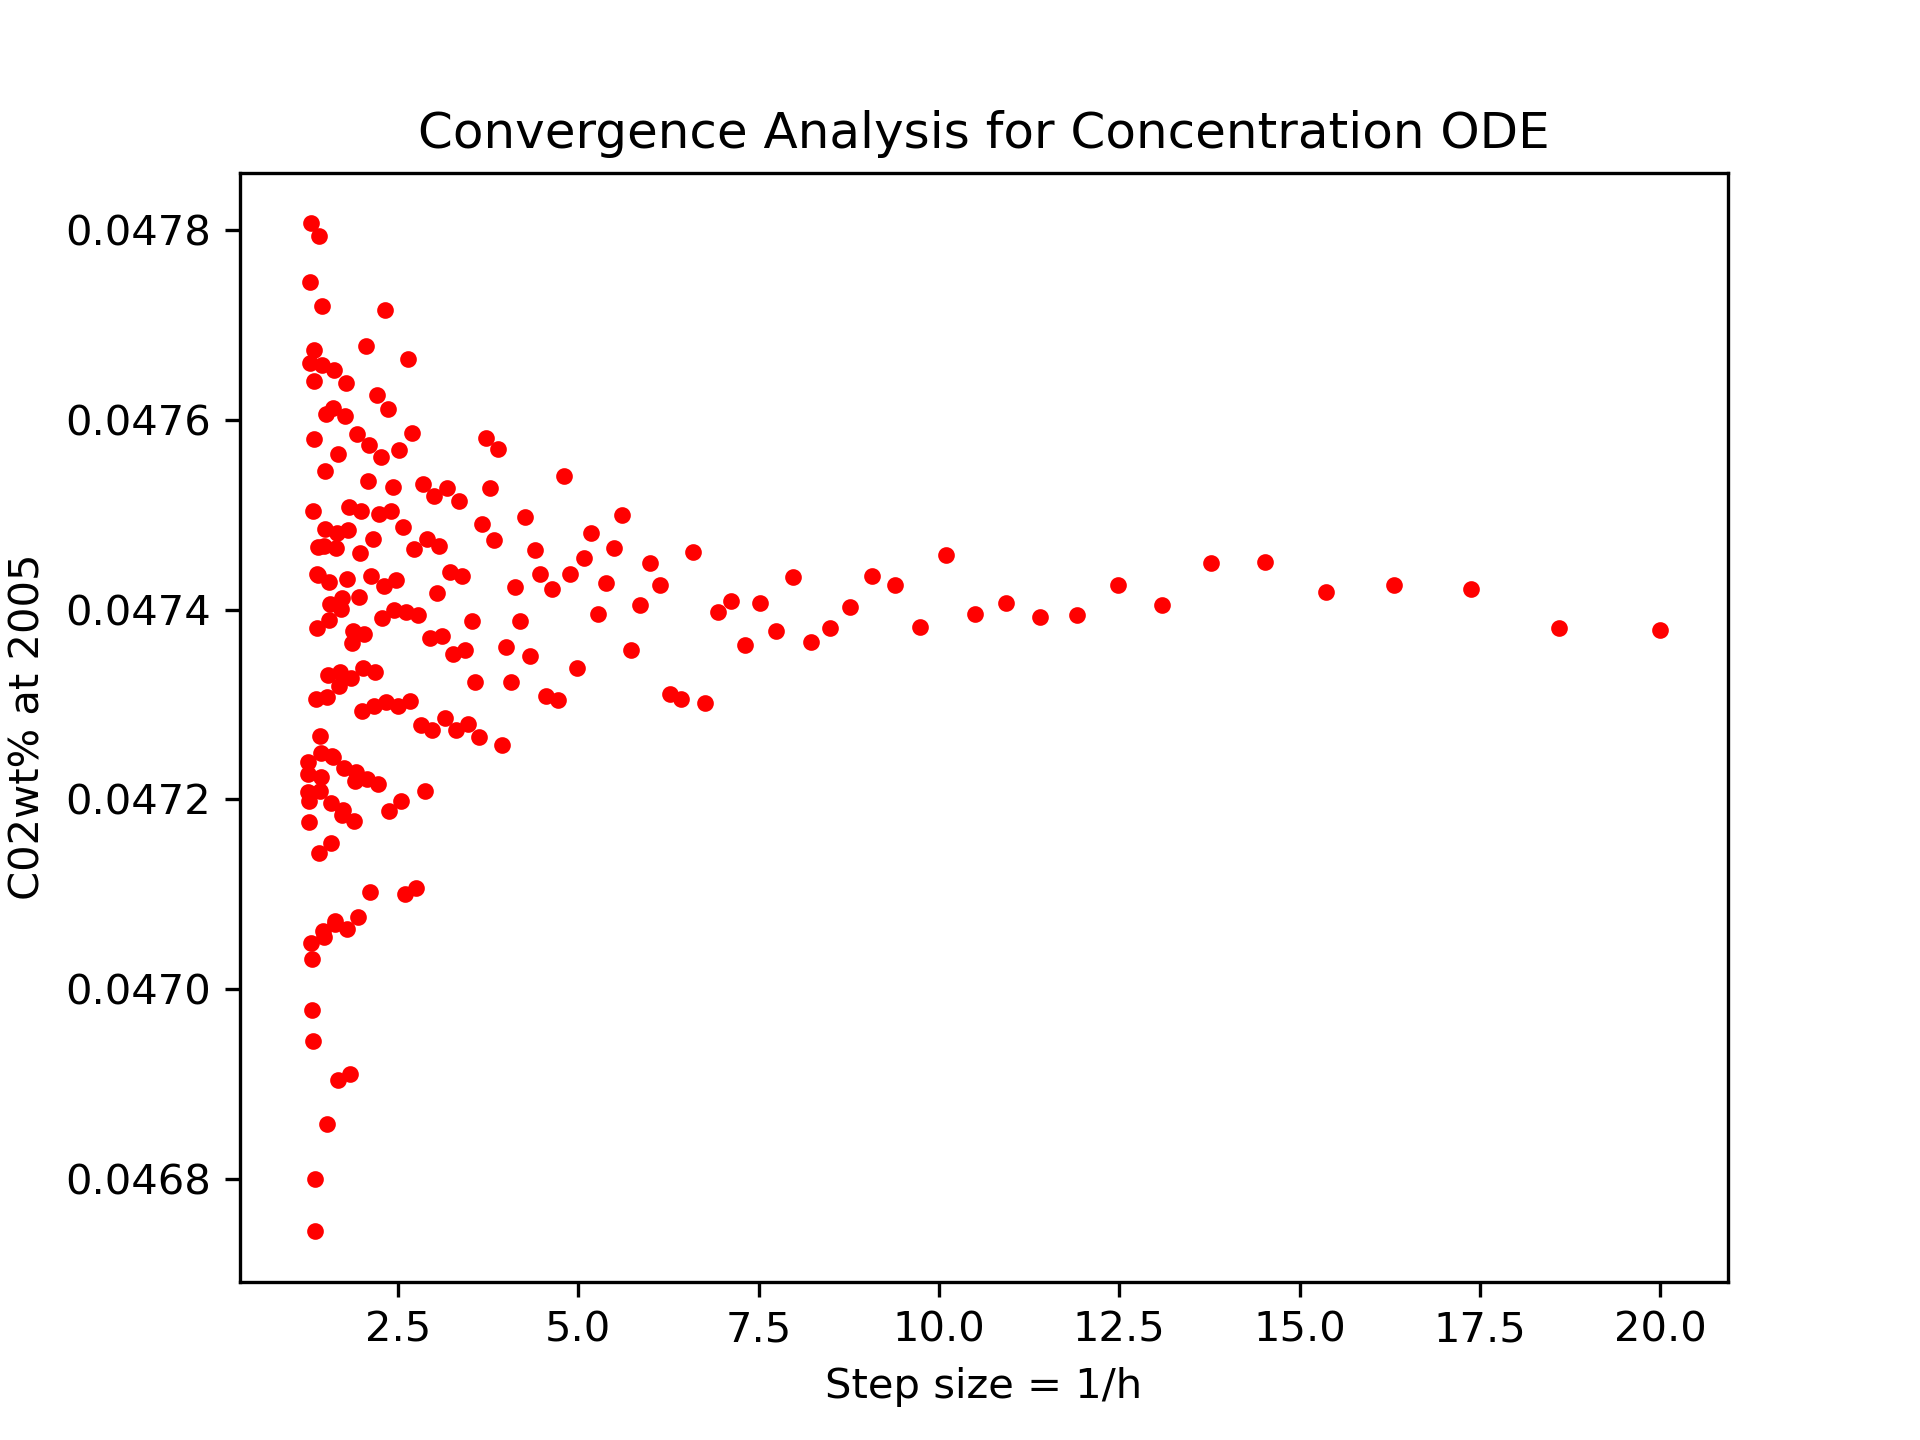 Convergence Analysis for Concentration ODE
0.0478
0.0476
0.0474
0.0472
0.0470
0.0468
C02wt% at 2005
2.5 5.0 7.5 10.0 12.5 15.0 17.5 20.0
Step size = 1/h